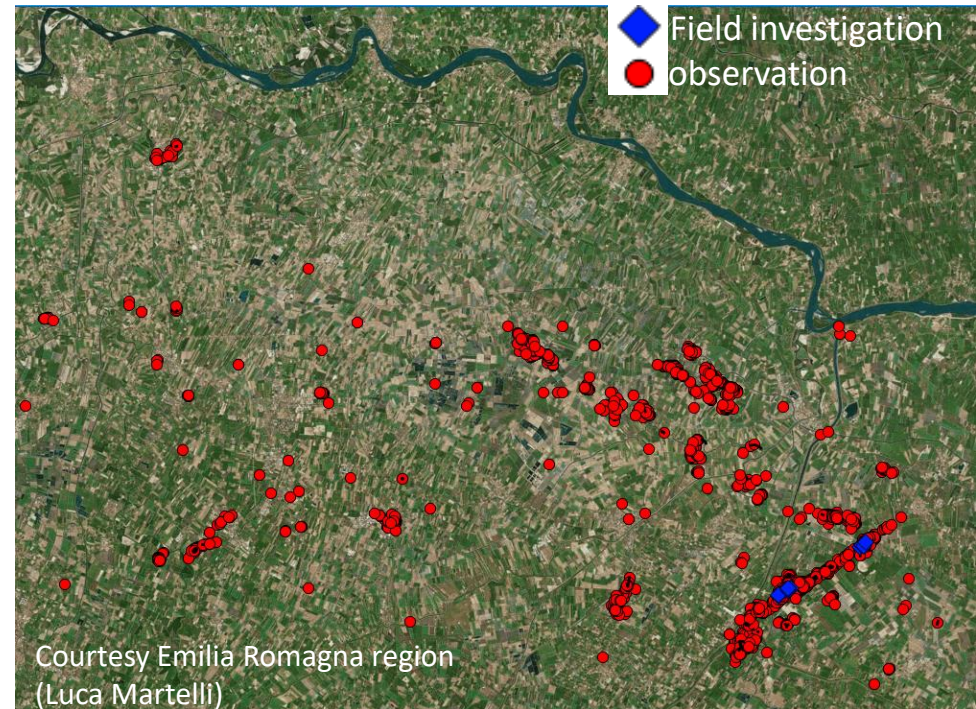 Field investigation
observation
Courtesy Emilia Romagna region
(Luca Martelli)